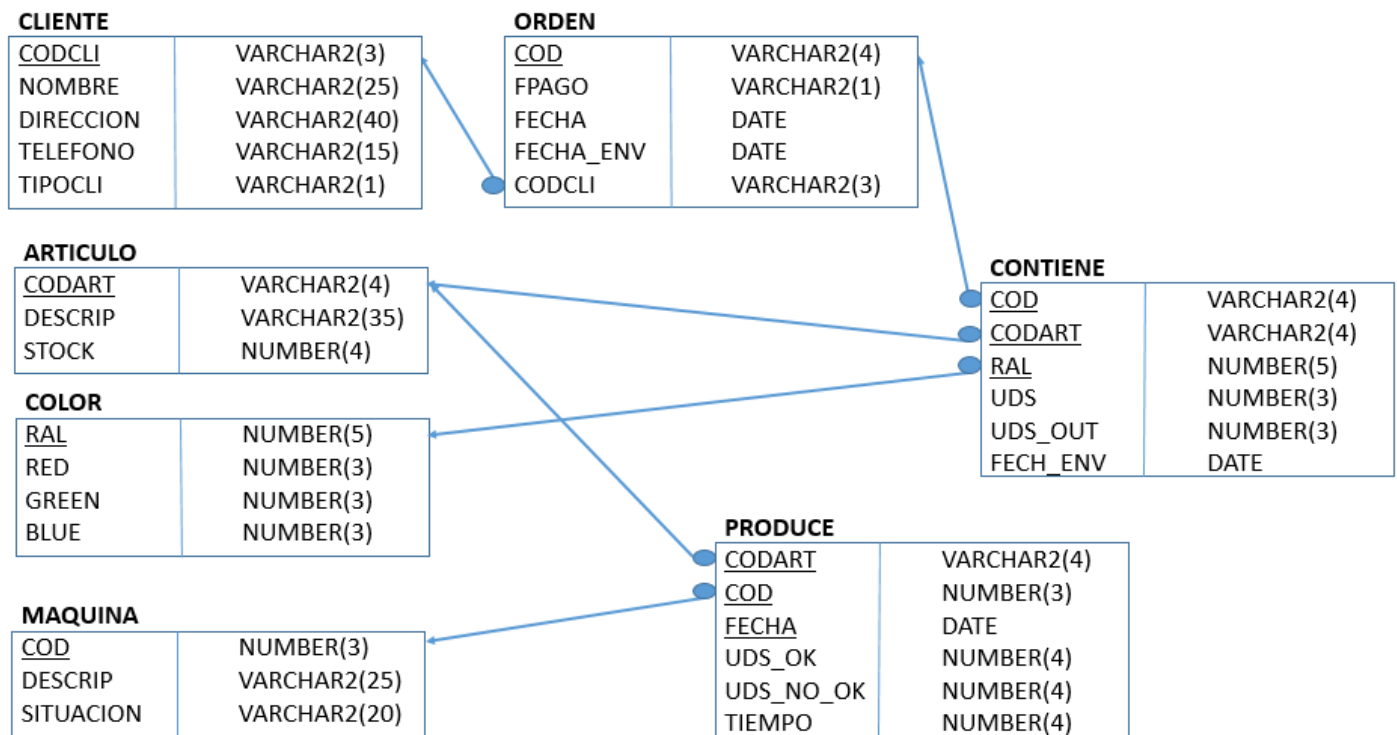 CLIENTE
CODCLI VARCHAR2(3)
NOMBRE VARCHAR2(25)
DIRECCION VARCHAR2(40)
TELEFONO VARCHAR2(15)
TIPOCLI VARCHAR2(1)
ORDEN
COD VARCHAR2(4)
FPAGO VARCHAR2(1)
FECHA DATE
FECHA_ENV DATE
CODCLI VARCHAR2(3)
ARTICULO
CODART VARCHAR2(4)
DESCRIP VARCHAR2(35)
STOCK NUMBER(4)
CONTIENE
COD VARCHAR2(4)
CODART VARCHAR2(4)
RAL NUMBER(5)
UDS NUMBER(3)
UDS_OUT NUMBER(3)
FECH_ENV DATE
COLOR
RAL NUMBER(5)
RED NUMBER(3)
GREEN NUMBER(3)
BLUE NUMBER(3)
PRODUCE
CODART VARCHAR2(4)
COD NUMBER(3)
FECHA DATE
UDS_OK NUMBER(4)
UDS_NO_OK NUMBER(4)
TIEMPO NUMBER(4)
MAQUINA
COD NUMBER(3)
DESCRIP VARCHAR2(25)
SITUACION VARCHAR2(20)